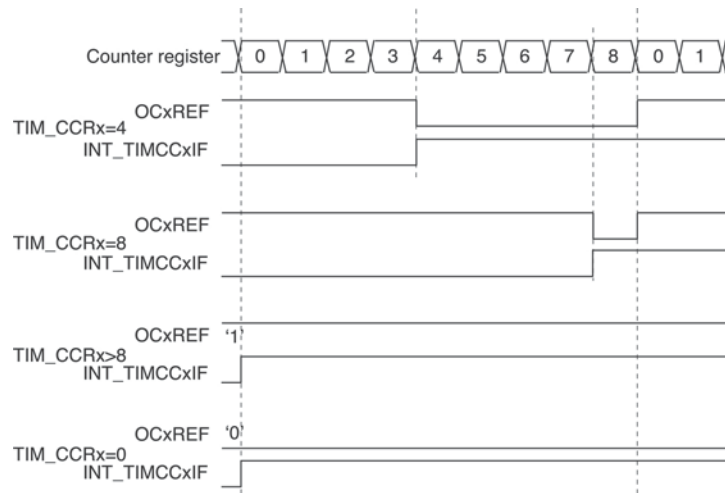 Counter register 0 1 2 3 4 5 6 7 8 0 1
OCxREF
TIM_CCRx=4
INT_TIMCCxIF
OCxREF
TIM_CCRx=8
INT_TIMCCxIF
OCxREF '1'
TIM_CCRx>8
INT_TIMCCxIF
OCxREF '0'
TIM_CCRx=0
INT_TIMCCxIF